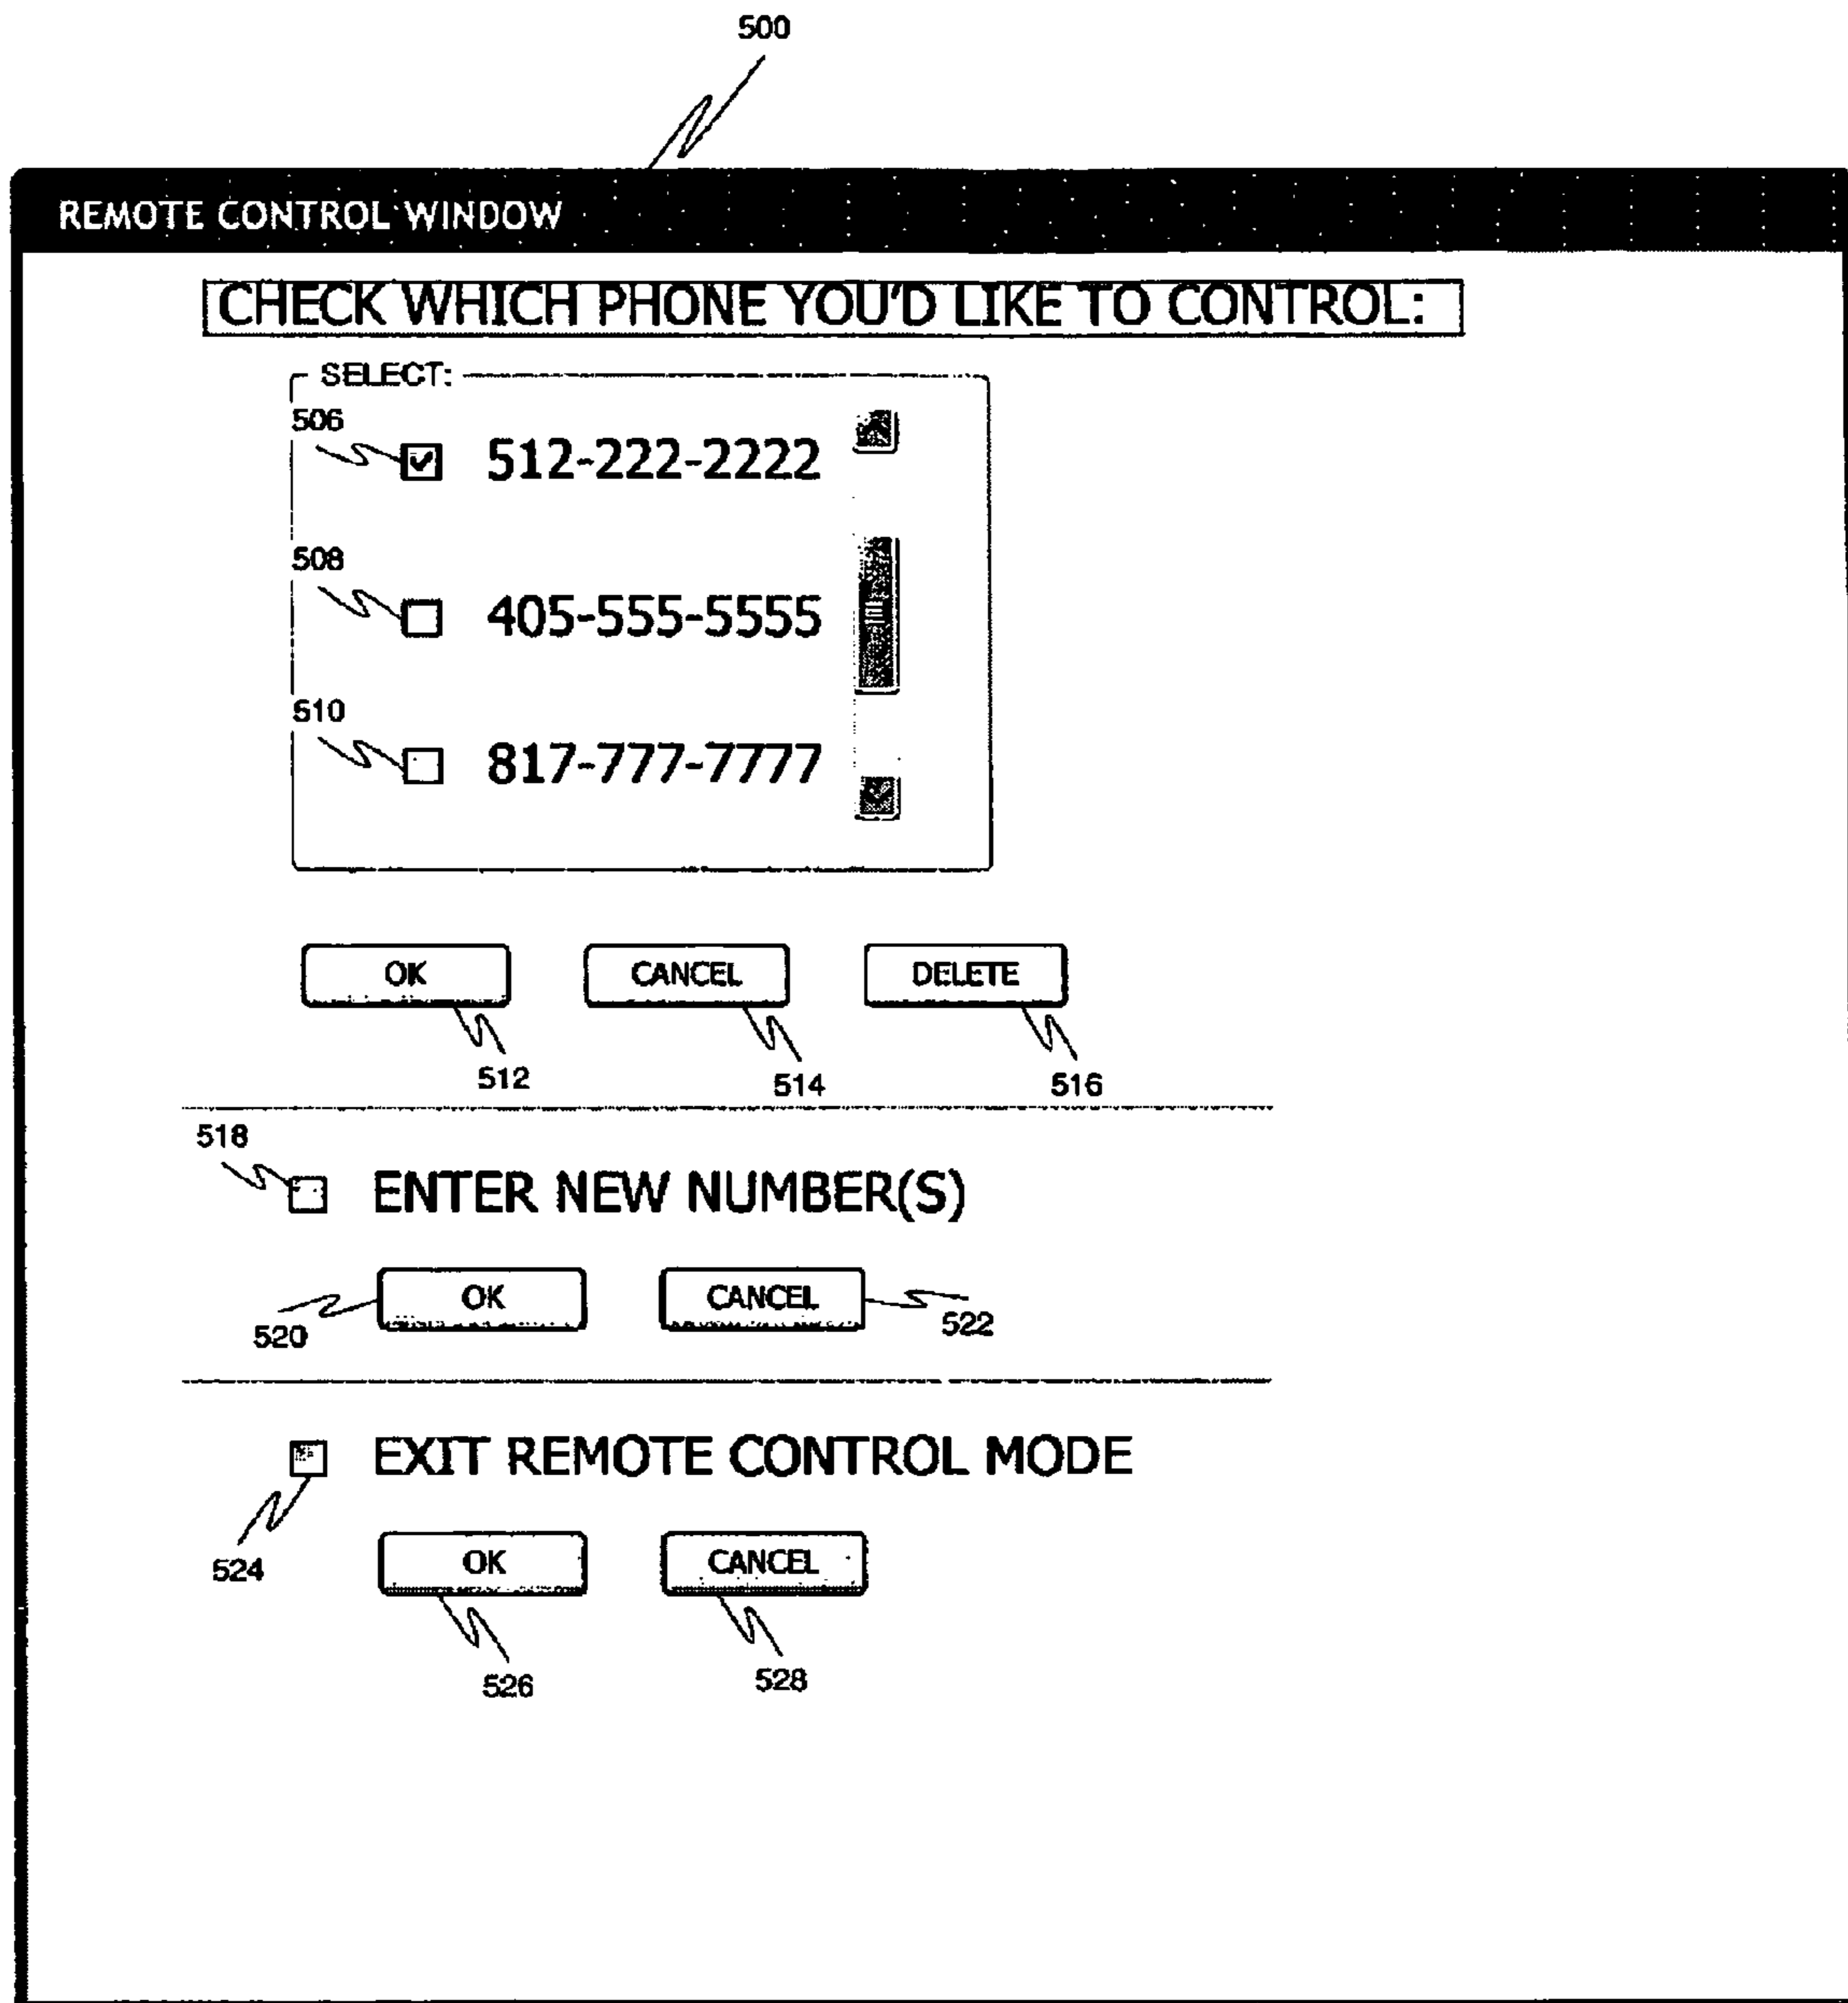 500
REMOTE CONTROL WINDOW
CHECK WHICH PHONE YOU'D LIKE TO CONTROL:
SELECT:
506
512-222-2222
508
405-555-5555
510
817-777-7777
OK CANCEL DELETE
512 514 516
518
ENTER NEW NUMBER(S)
OK CANCEL
520 522
EXIT REMOTE CONTROL MODE
524 OK CANCEL
526 528